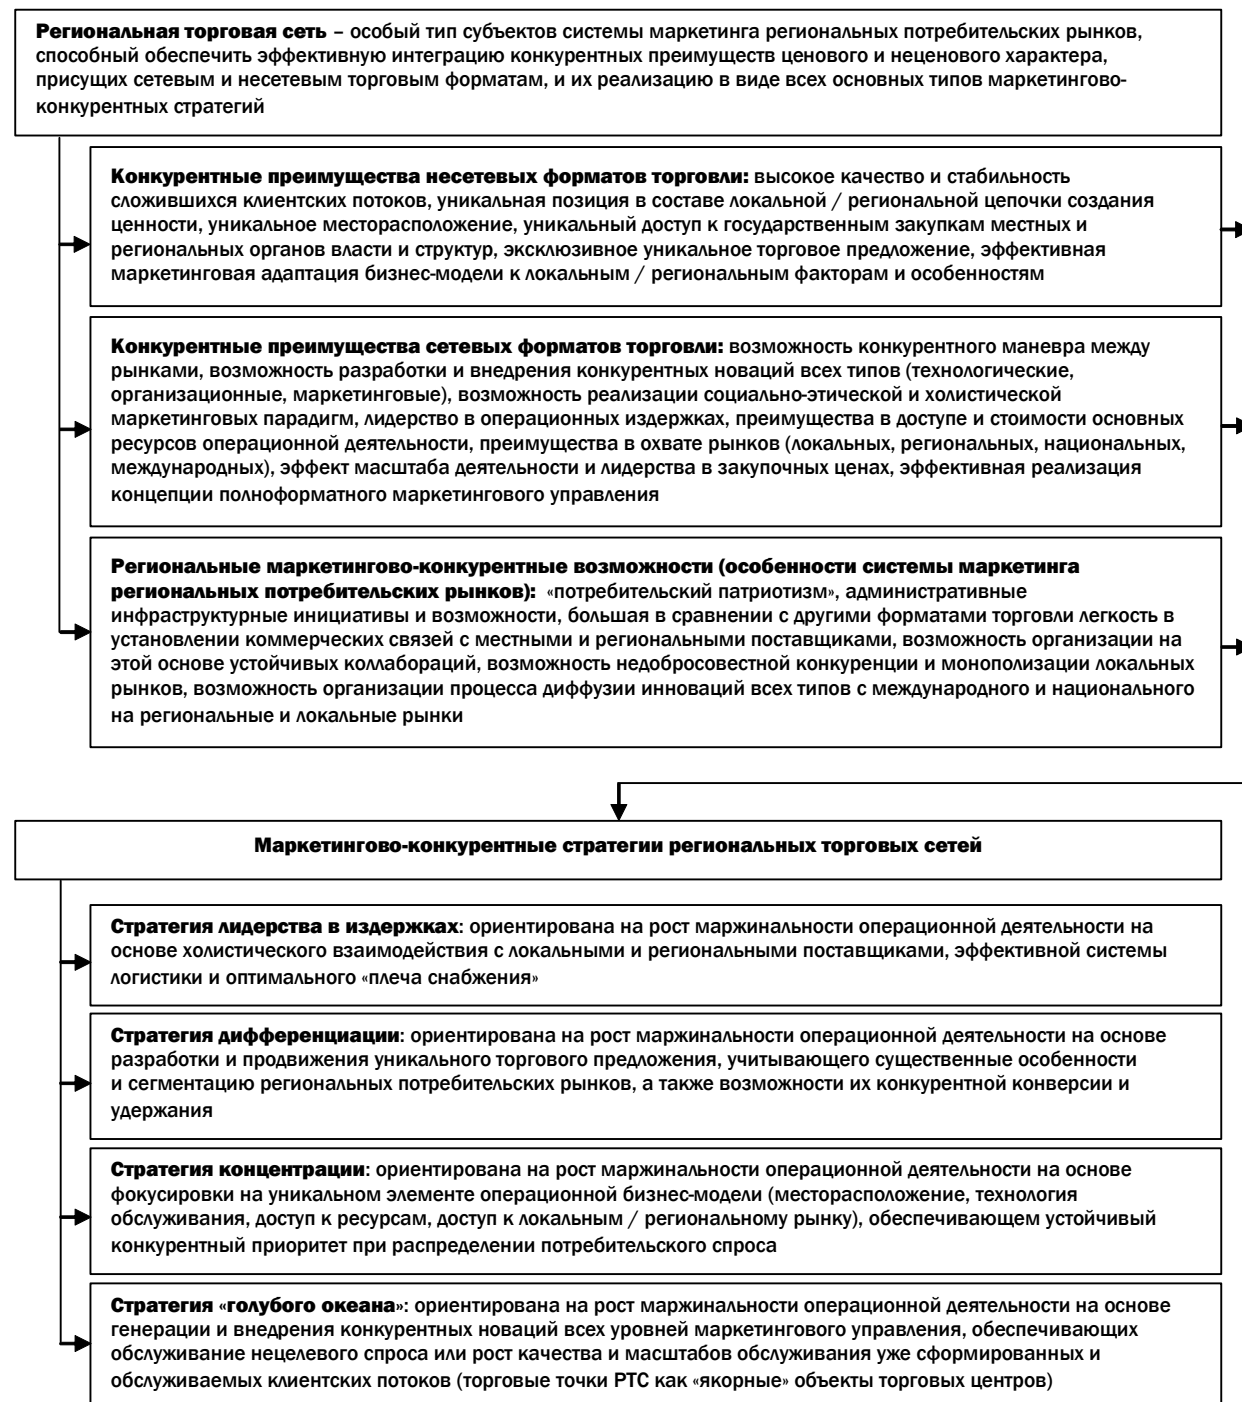 Региональная торговая сеть – особый тип субъектов системы маркетинга региональных потребительских рынков,
способный обеспечить эффективную интеграцию конкурентных преимуществ ценового и неценового характера,
присущих сетевым и несетевым торговым форматам, и их реализацию в виде всех основных типов маркетингово-
конкурентных стратегий
Конкурентные преимущества несетевых форматов торговли: высокое качество и стабильность
сложившихся клиентских потоков, уникальная позиция в составе локальной / региональной цепочки создания
ценности, уникальное месторасположение, уникальный доступ к государственным закупкам местных и
региональных органов власти и структур, эксклюзивное уникальное торговое предложение, эффективная
маркетинговая адаптация бизнес-модели к локальным / региональным факторам и особенностям
Конкурентные преимущества сетевых форматов торговли: возможность конкурентного маневра между
рынками, возможность разработки и внедрения конкурентных новаций всех типов (технологические,
организационные, маркетинговые), возможность реализации социально-этической и холистической
маркетинговых парадигм, лидерство в операционных издержках, преимущества в доступе и стоимости основных
ресурсов операционной деятельности, преимущества в охвате рынков (локальных, региональных, национальных,
международных), эффект масштаба деятельности и лидерства в закупочных ценах, эффективная реализация
концепции полноформатного маркетингового управления
Региональные маркетингово-конкурентные возможности (особенности системы маркетинга
региональных потребительских рынков): «потребительский патриотизм», административные
инфраструктурные инициативы и возможности, большая в сравнении с другими форматами торговли легкость в
установлении коммерческих связей с местными и региональными поставщиками, возможность организации на
этой основе устойчивых коллабораций, возможность недобросовестной конкуренции и монополизации локальных
рынков, возможность организации процесса диффузии инноваций всех типов с международного и национального
на региональные и локальные рынки
Маркетингово-конкурентные стратегии региональных торговых сетей
Стратегия лидерства в издержках: ориентирована на рост маржинальности операционной деятельности на
основе холистического взаимодействия с локальными и региональными поставщиками, эффективной системы
логистики и оптимального «плеча снабжения»
Стратегия дифференциации: ориентирована на рост маржинальности операционной деятельности на основе
разработки и продвижения уникального торгового предложения, учитывающего существенные особенности
и сегментацию региональных потребительских рынков, а также возможности их конкурентной конверсии и
удержания
Стратегия концентрации: ориентирована на рост маржинальности операционной деятельности на основе
фокусировки на уникальном элементе операционной бизнес-модели (месторасположение, технология
обслуживания, доступ к ресурсам, доступ к локальным / региональному рынку), обеспечивающем устойчивый
конкурентный приоритет при распределении потребительского спроса
Стратегия «голубого океана»: ориентирована на рост маржинальности операционной деятельности на основе
генерации и внедрения конкурентных новаций всех уровней маркетингового управления, обеспечивающих
обслуживание нецелевого спроса или рост качества и масштабов обслуживания уже сформированных и
обслуживаемых клиентских потоков (торговые точки РТС как «якорные» объекты торговых центров)